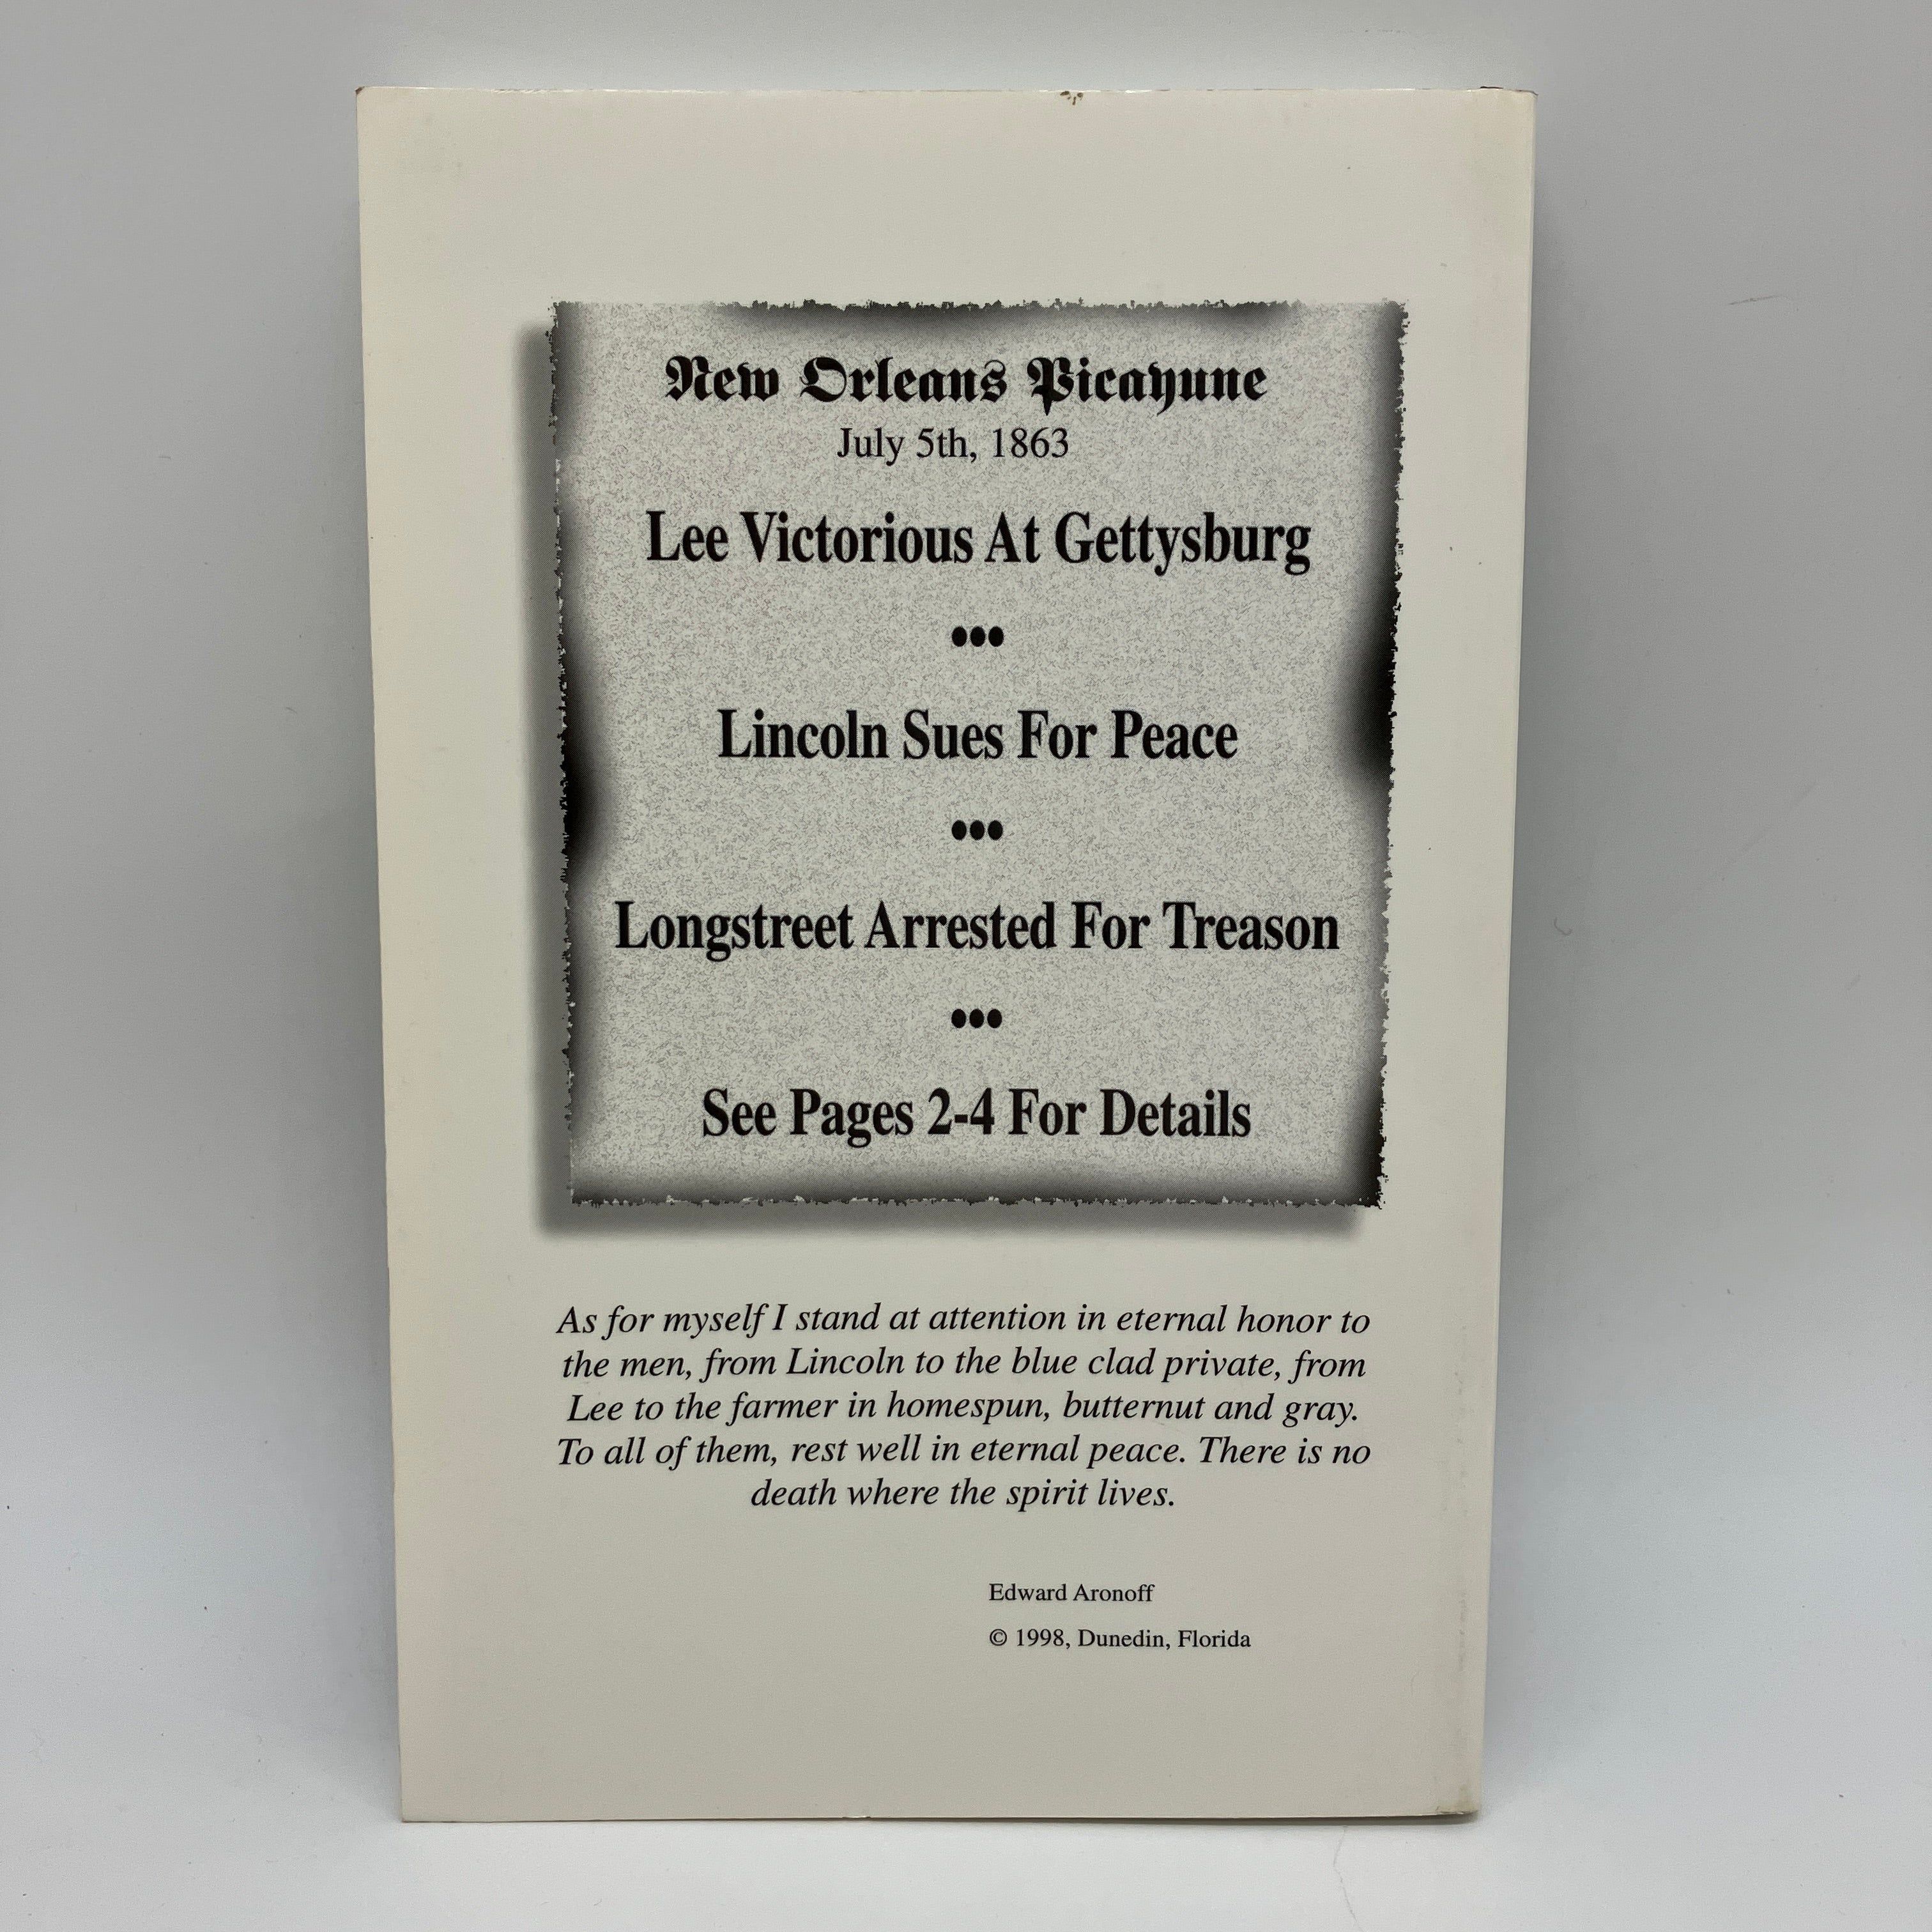 New Orleans Picayune
July 5th, 1863
Lee Victorious At Gettysburg
•••
Lincoln Sues For Peace
•••
Longstreet Arrested For Treason
•••
See Pages 2-4 For Details
As for myself I stand at attention in eternal honor to
the men, from Lincoln to the blue clad private, from
Lee to the farmer in homespun, butternut and gray.
To all of them, rest well in eternal peace. There is no
death where the spirit lives.
Edward Aronoff
© 1998, Dunedin, Florida